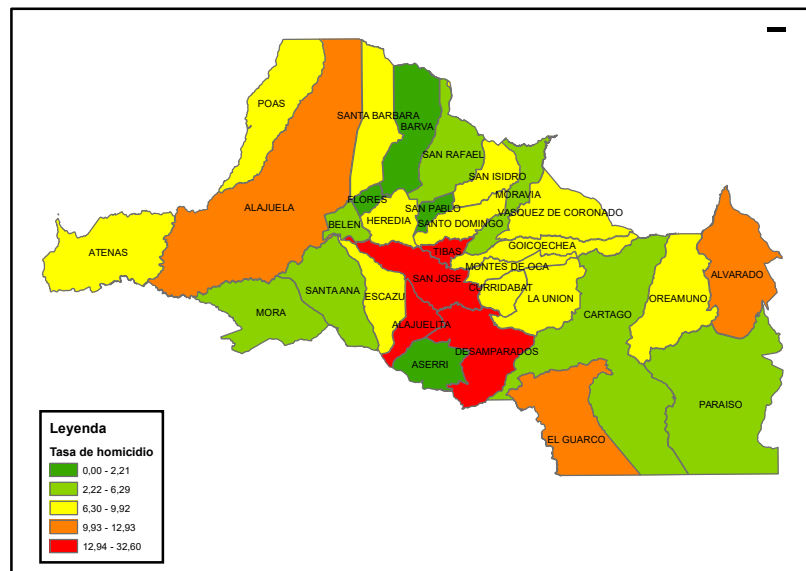 POAS
SANTA BARBARA
BARVA
SAN RAFAEL
SAN ISIDRO
MORAVIA
FLORES
SAN PABLO
ALAJUELA
VASQUEZ DE CORONADO
BELEN
HEREDIA
SANTO DOMINGO
GOICOECHEA
ATENAS
TIBAS
MONTES DE OCA
ALVARADO
SAN JOSE
SANTA ANA
CURRIDABAT
ESCAZU
LA UNION
OREAMUNO
MORA
CARTAGO
ALAJUELITA
DESAMPARADOS
ASERRI
PARAISO
EL GUARCO
Leyenda
Tasa de homicidio
0,00 - 2,21
2,22 - 6,29
6,30 - 9,92
9,93 - 12,93
12,94 - 32,60